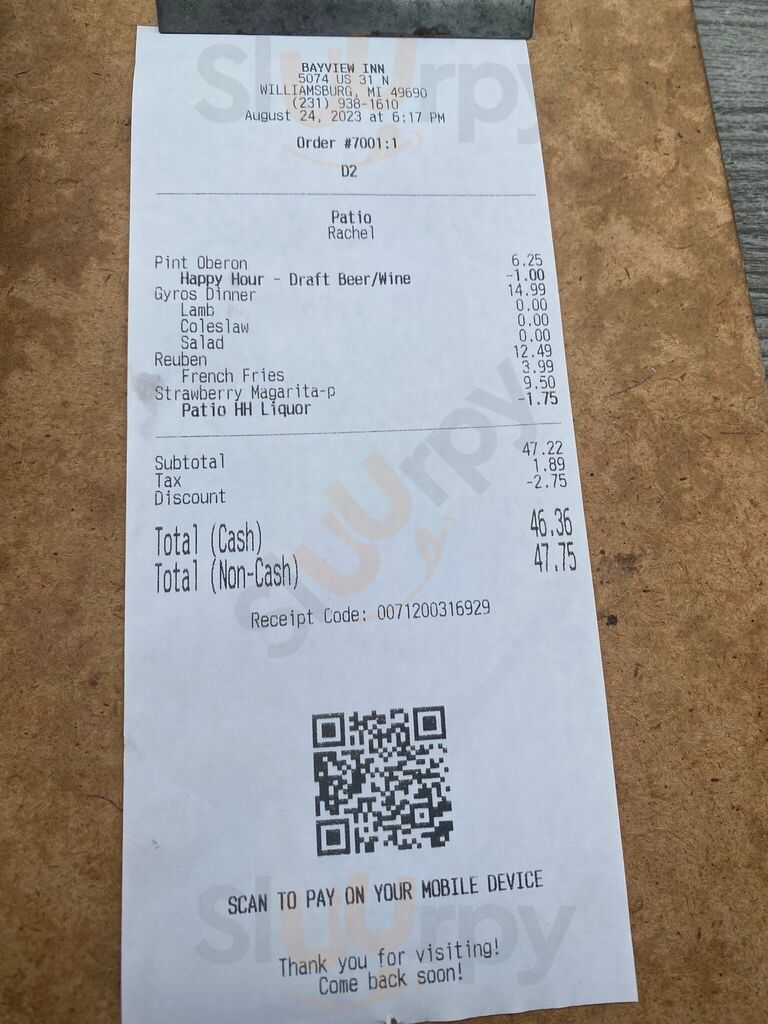 BAYVIEW INN
5074 US 31 N
WILLIAMSBURG, MI 49690
(231) 938-1610
August 24, 2023 at 6:17 PM
Order #7001:1
D2
Patio
Rachel
Pint Oberon 6.25
Happy Hour - Draft Beer/Wine -1.00
Gyros Dinner 14.99
Lamb 0.00
Coleslaw 0.00
Salad 0.00
Reuben 12.49
French Fries 3.99
Strawberry Magarita-p 9.50
Patio HH Liquor -1.75
Subtotal 47.22
Tax 1.89
Discount -2.75
Total (Cash) 46.36
Total (Non-Cash) 47.75
Receipt Code: 0071200316929
SCAN TO PAY ON YOUR MOBILE DEVICE
Thank you for visiting!
Come back soon!
Sluurpy
Sluurpy
Sluurpy